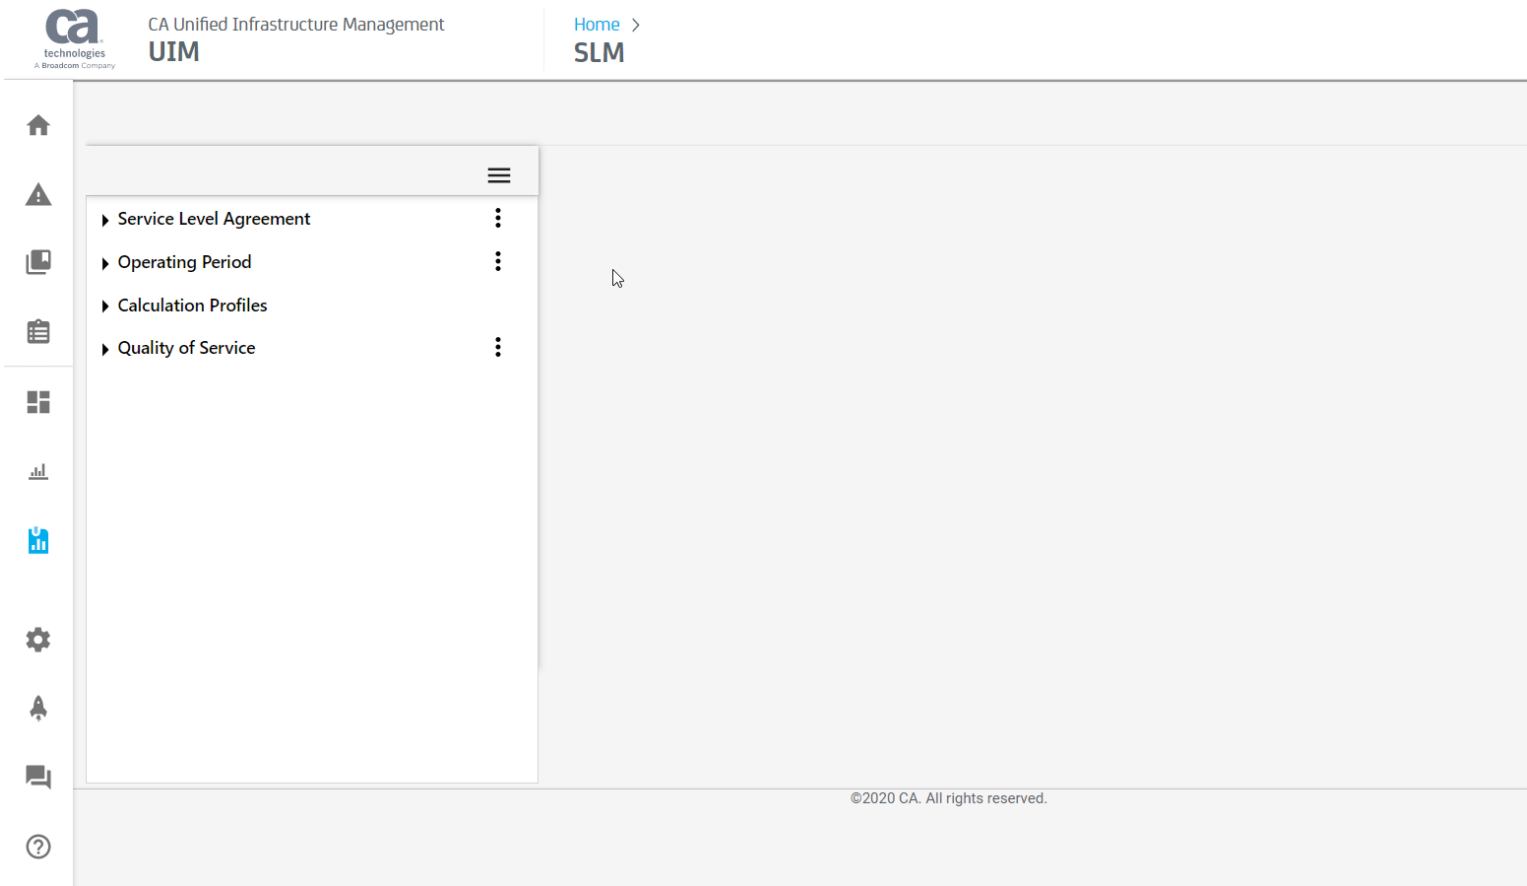 ca
technologies
A Broadcom Company
CA Unified Infrastructure Management
UIM
Home >
SLM
Service Level Agreement
Operating Period
Calculation Profiles
Quality of Service
©2020 CA. All rights reserved.